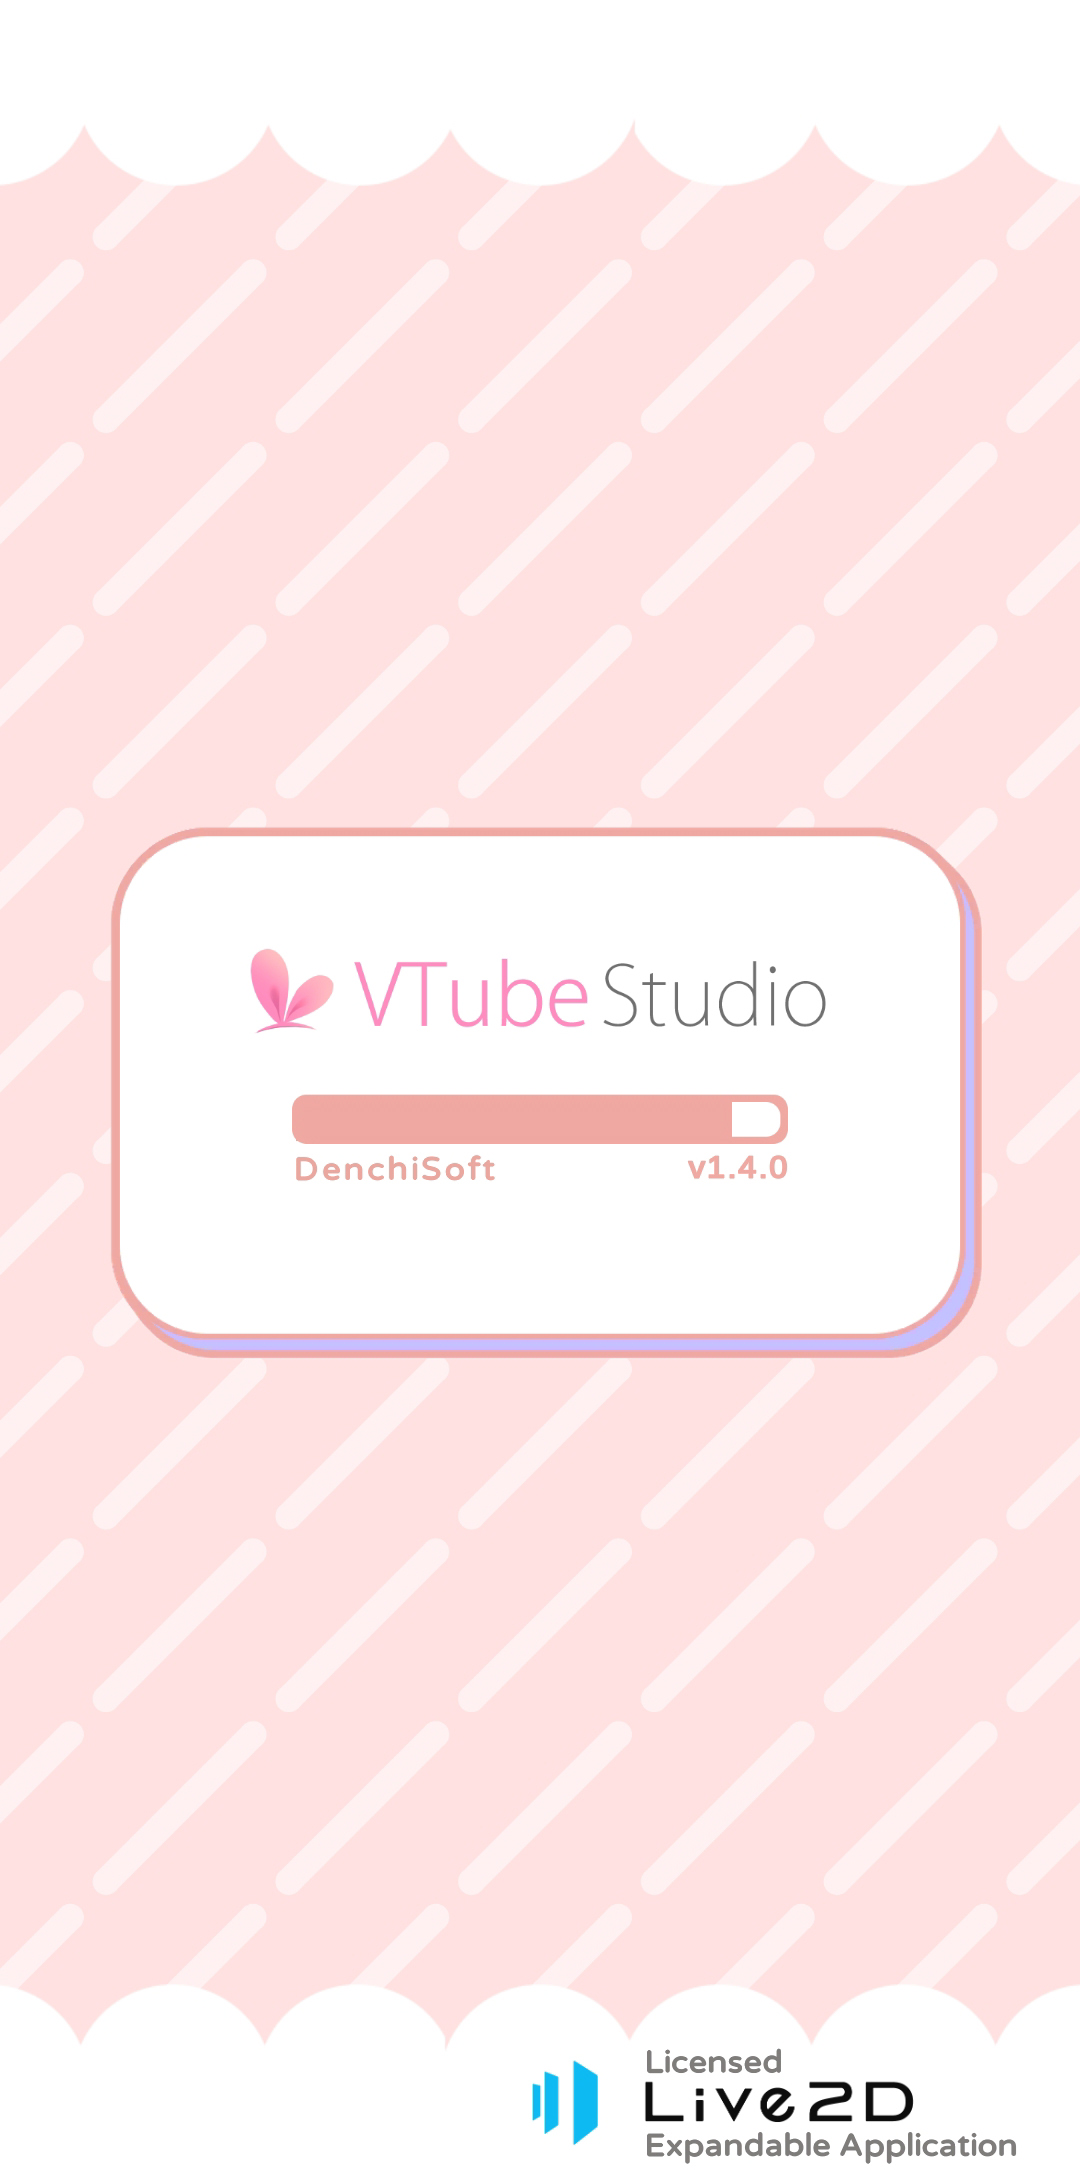 VTube Studio
DenchiSoft v1.4.0
Licensed
Live2D
Expandable Application